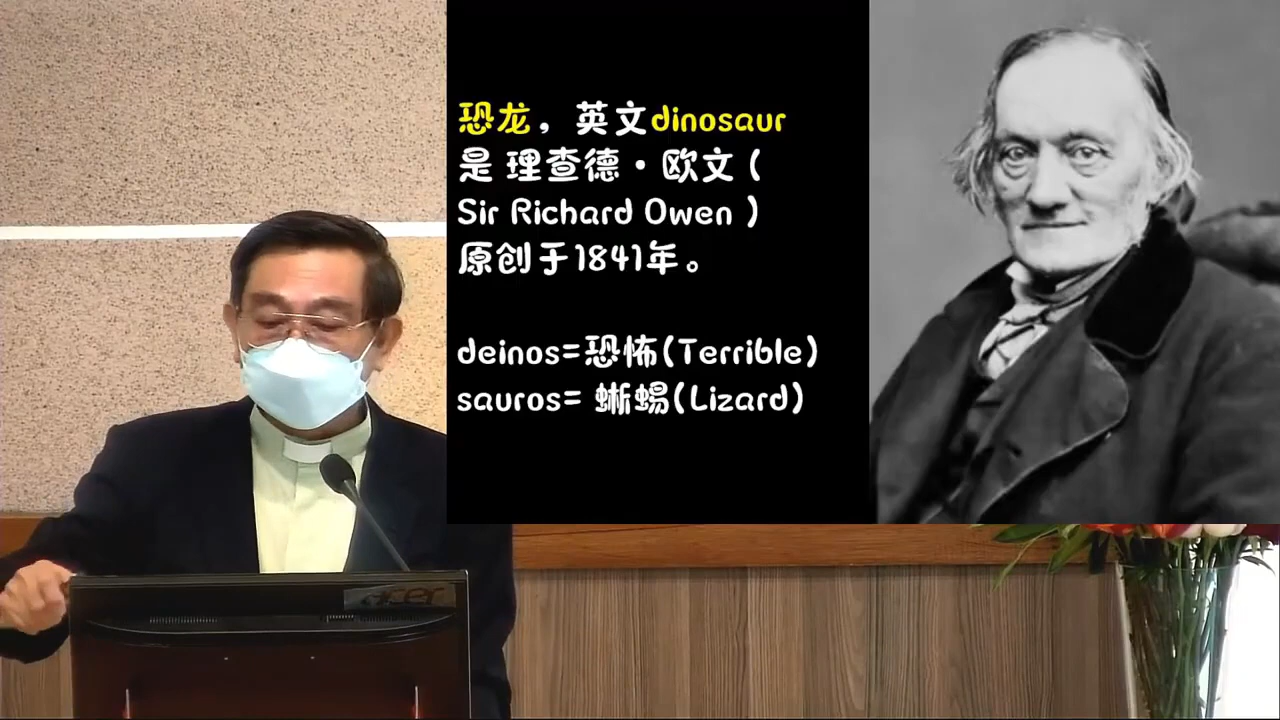 恐龙，英文dinosaur
是 理查德·欧文 (
Sir Richard Owen )
原创于1841年。
deinos=恐怖(Terrible)
sauros= 蜥蜴(Lizard)
acer